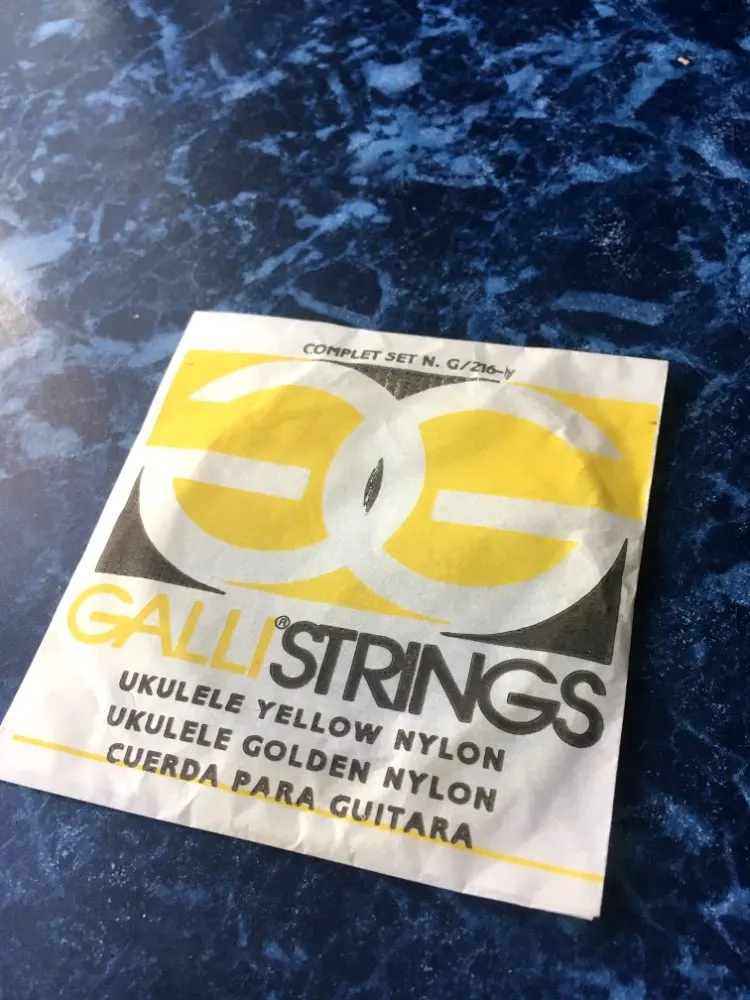 COMPLET SET N. G/216-y
GALLI® STRINGS
UKULELE YELLOW NYLON
UKULELE GOLDEN NYLON
CUERDA PARA GUITARA